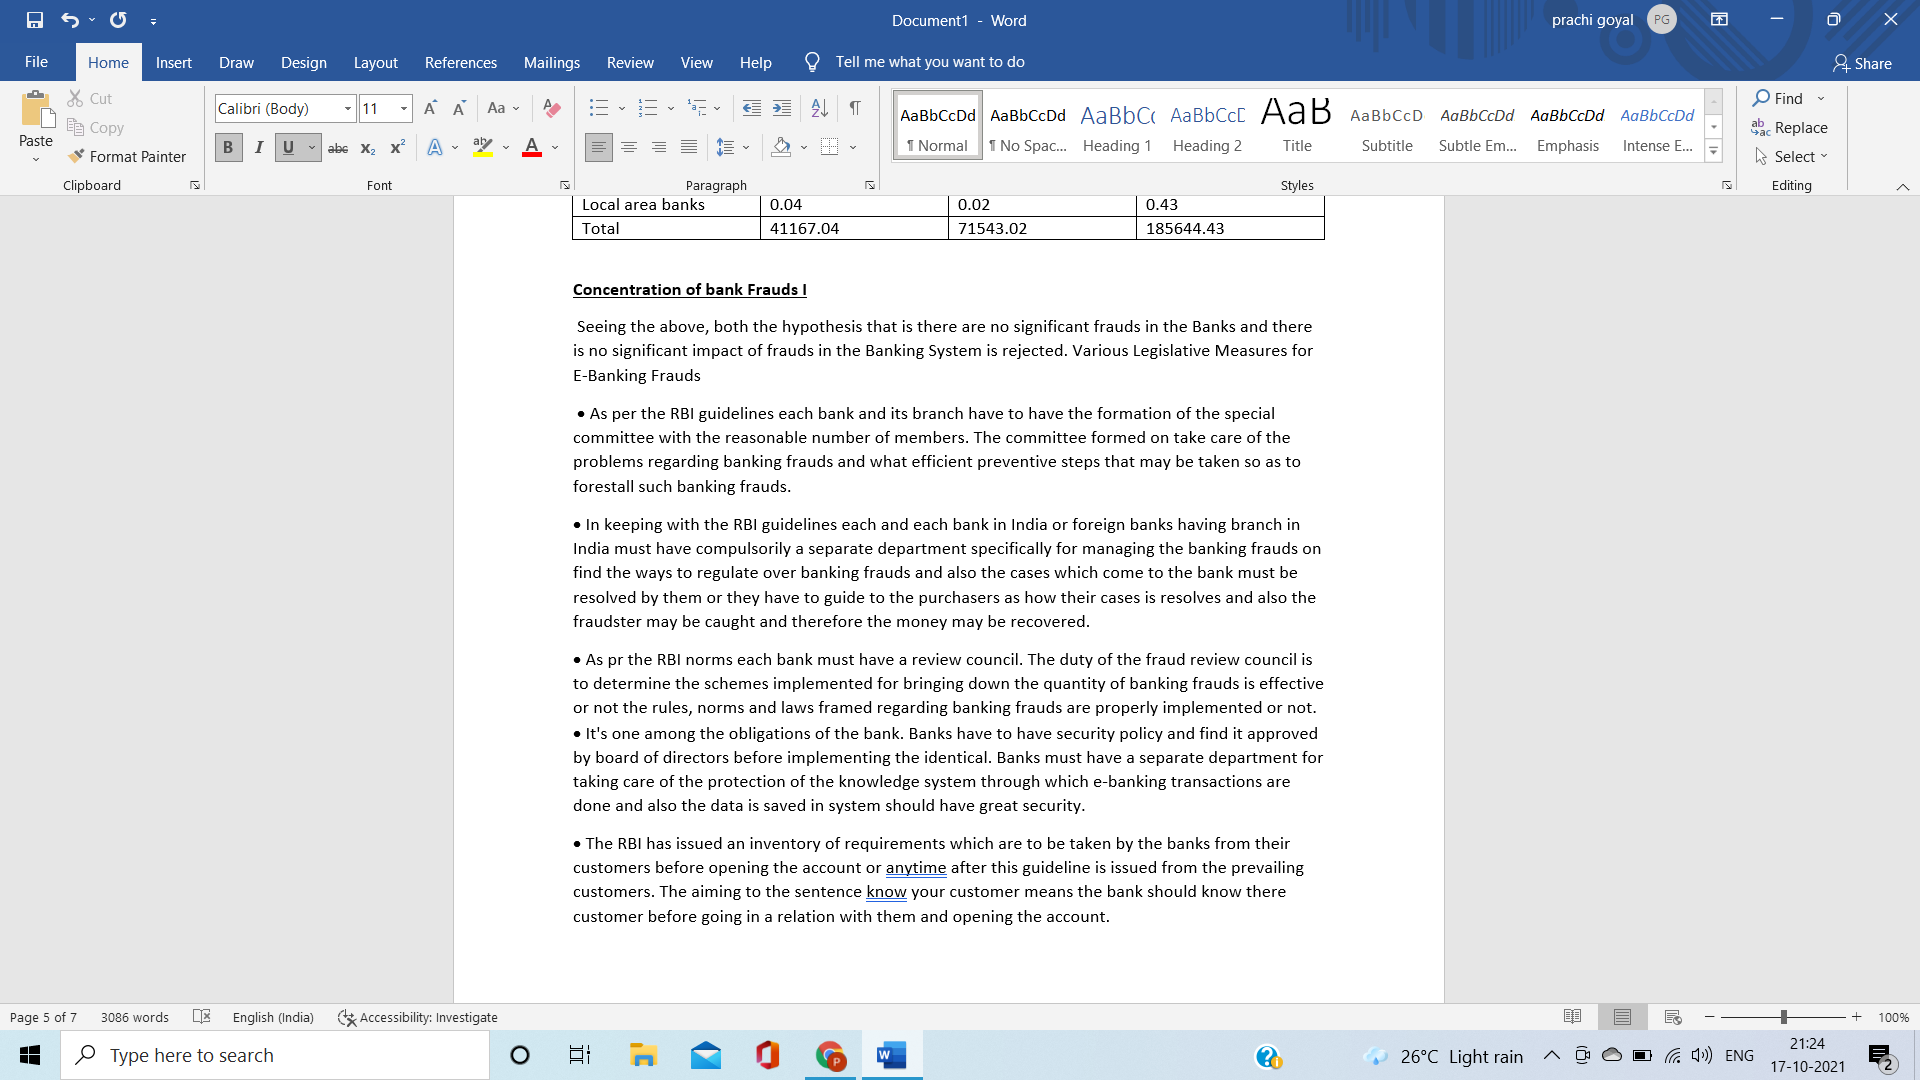 Document1 - Word
prachi goyal
PG
File
Home
Insert
Draw
Design
Layout
References
Mailings
Review
View
Help
Tell me what you want to do
Share
Paste
Cut
Copy
Format Painter
Clipboard
Calibri (Body)
11
Font
Paragraph
AaBbCcDd
¶ Normal
AaBbCcDd
¶ No Spac...
AaBbCc
Heading 1
AaBbCcC
Heading 2
AaB
Title
AaBbCcD
Subtitle
AaBbCcDd
Subtle Em...
AaBbCcDd
Emphasis
AaBbCcDd
Intense E...
Styles
Find
Replace
Select
Editing
Local area banks 0.04 0.02 0.43
Total 41167.04 71543.02 185644.43
Concentration of bank Frauds I
Seeing the above, both the hypothesis that is there are no significant frauds in the Banks and there
is no significant impact of frauds in the Banking System is rejected. Various Legislative Measures for
E-Banking Frauds
• As per the RBI guidelines each bank and its branch have to have the formation of the special
committee with the reasonable number of members. The committee formed on take care of the
problems regarding banking frauds and what efficient preventive steps that may be taken so as to
forestall such banking frauds.
• In keeping with the RBI guidelines each and each bank in India or foreign banks having branch in
India must have compulsorily a separate department specifically for managing the banking frauds on
find the ways to regulate over banking frauds and also the cases which come to the bank must be
resolved by them or they have to guide to the purchasers as how their cases is resolves and also the
fraudster may be caught and therefore the money may be recovered.
• As pr the RBI norms each bank must have a review council. The duty of the fraud review council is
to determine the schemes implemented for bringing down the quantity of banking frauds is effective
or not the rules, norms and laws framed regarding banking frauds are properly implemented or not.
• It's one among the obligations of the bank. Banks have to have security policy and find it approved
by board of directors before implementing the identical. Banks must have a separate department for
taking care of the protection of the knowledge system through which e-banking transactions are
done and also the data is saved in system should have great security.
• The RBI has issued an inventory of requirements which are to be taken by the banks from their
customers before opening the account or anytime after this guideline is issued from the prevailing
customers. The aiming to the sentence know your customer means the bank should know there
customer before going in a relation with them and opening the account.
Page 5 of 7
3086 words
English (India)
Accessibility: Investigate
100%
Type here to search
26°C Light rain
ENG
21:24
17-10-2021
2